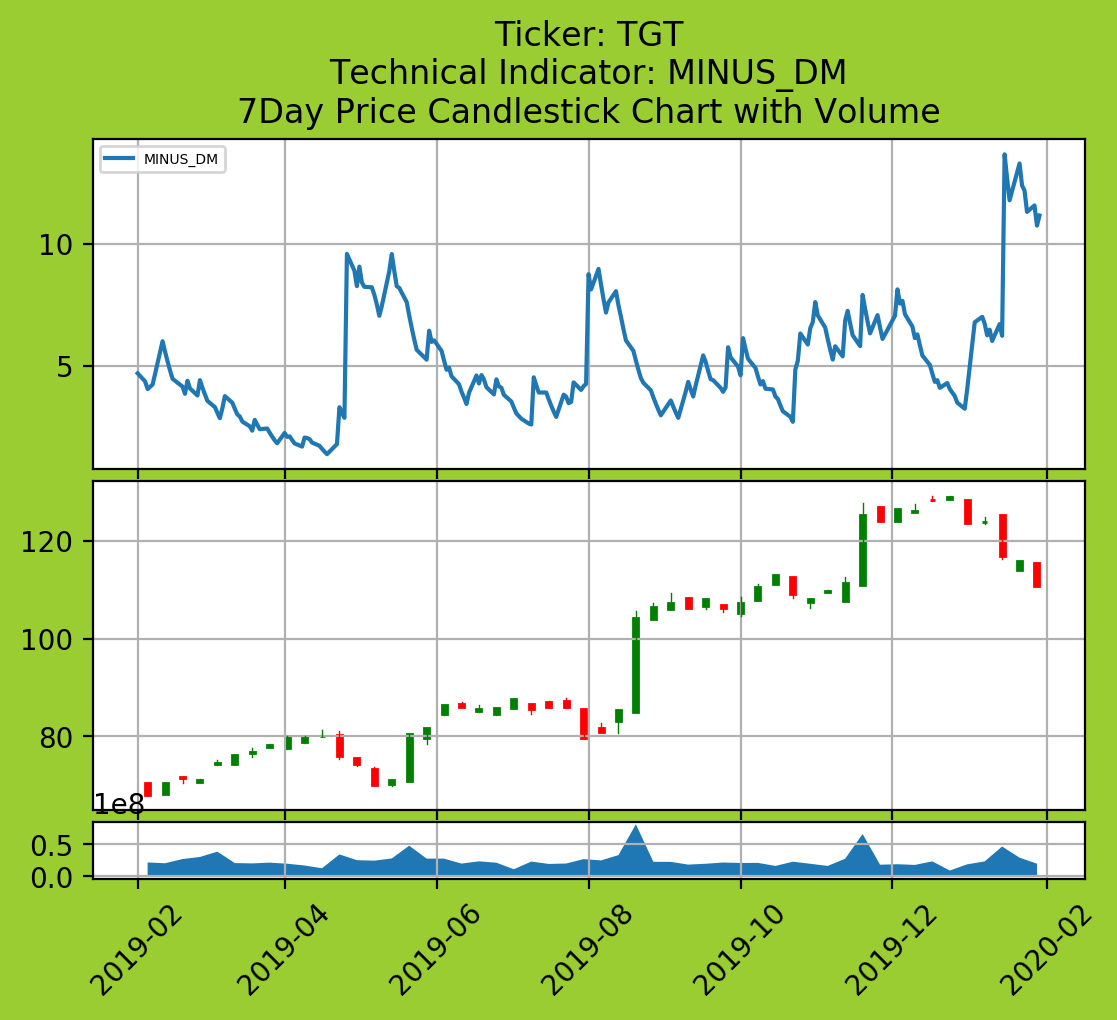 Ticker: TGT
Technical Indicator: MINUS_DM
7Day Price Candlestick Chart with Volume
MINUS_DM
10
5
120
100
80
1e8
0.5
0.0
2019-02
2019-04
2019-06
2019-08
2019-10
2019-12
2020-02